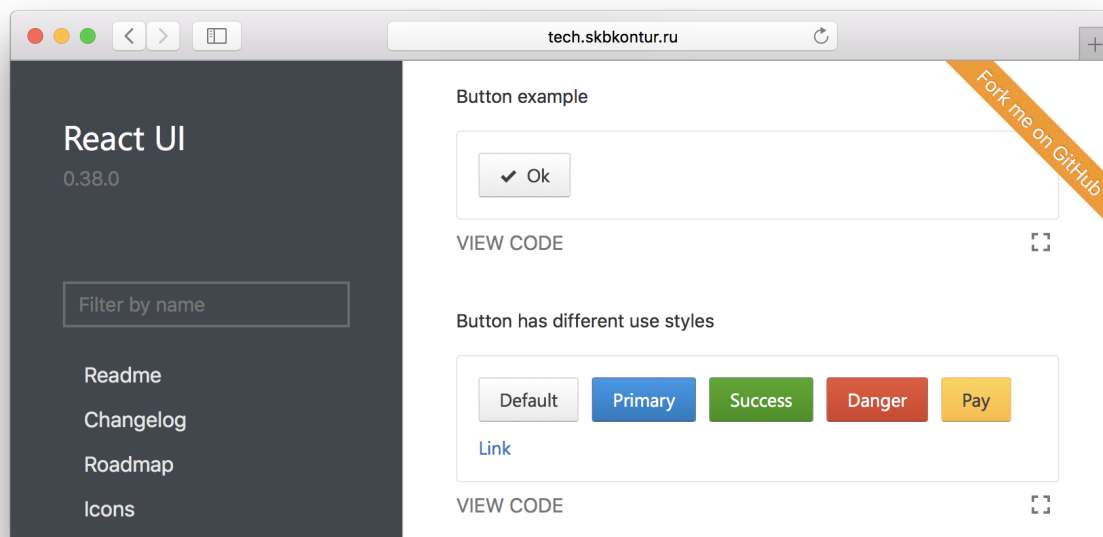 tech.skbkontur.ru
React UI
0.38.0
Filter by name
Readme
Changelog
Roadmap
Icons
Fork me on GitHub
Button example
Ok
VIEW CODE
Button has different use styles
Default Primary Success Danger Pay
Link
VIEW CODE